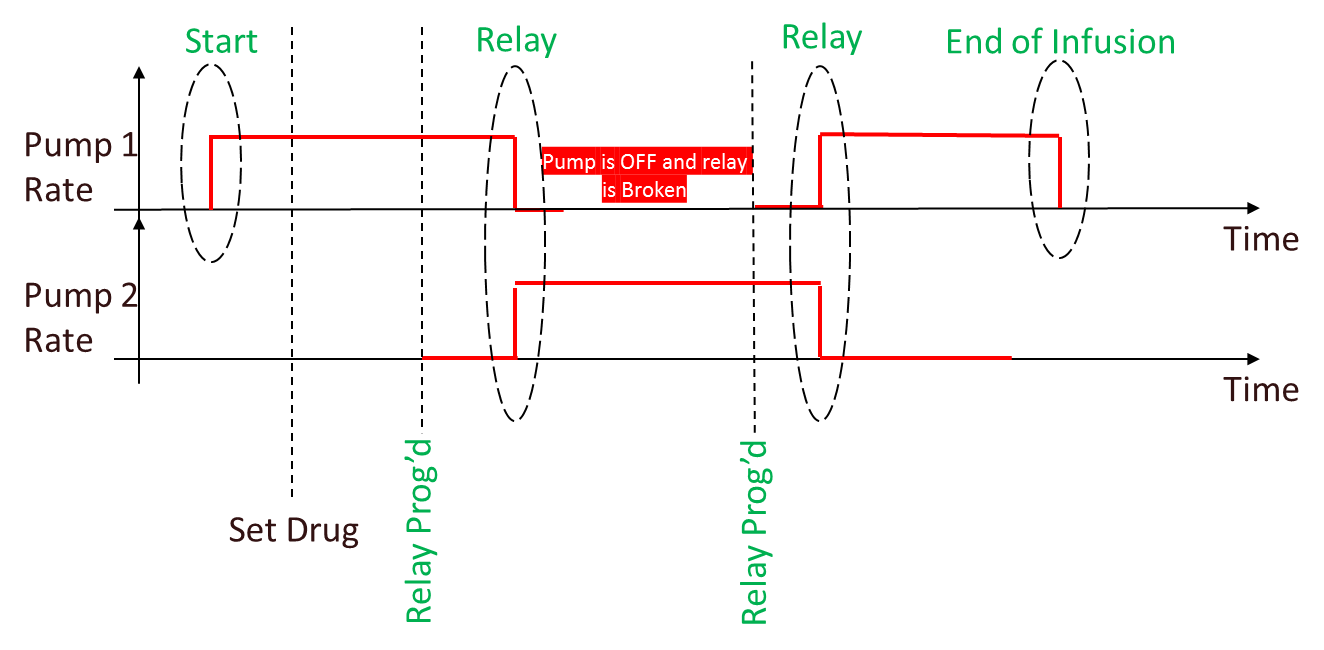 Start
Relay
Relay
End of Infusion
Pump 1
Rate
Pump is OFF and relay
is Broken
Time
Pump 2
Rate
Time
Relay Prog’d
Relay Prog’d
Set Drug